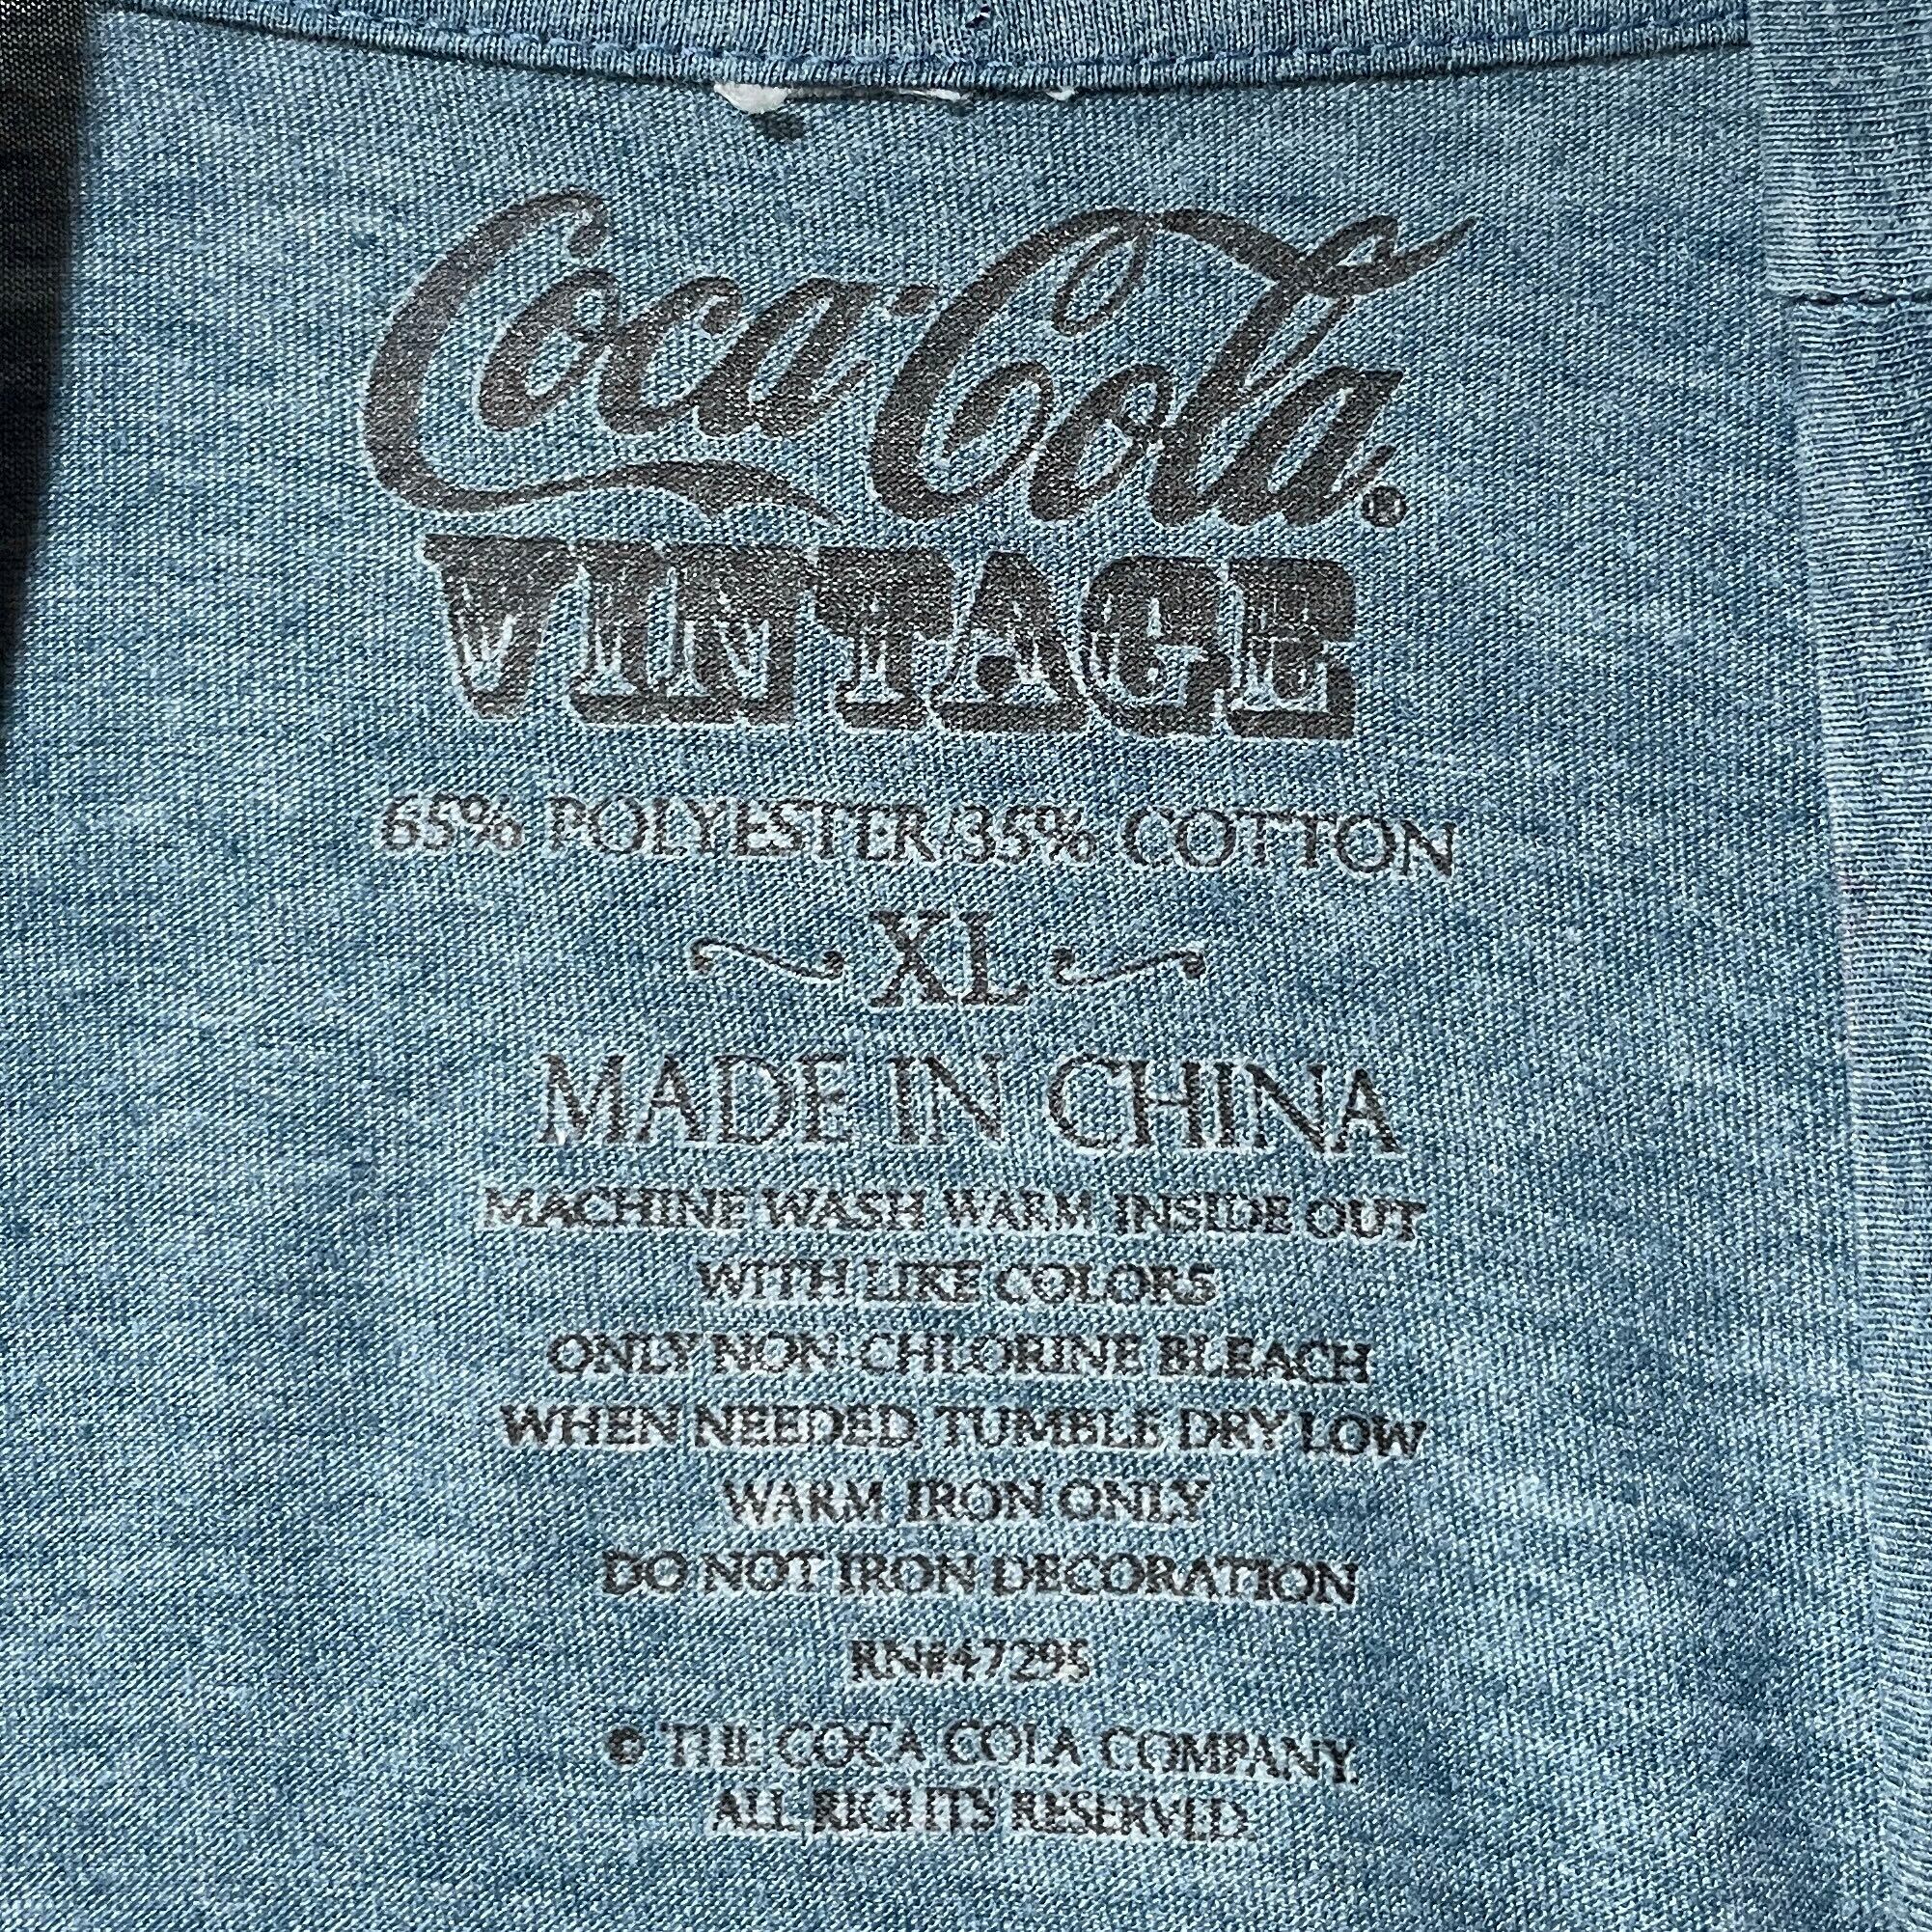 Coca-Cola®
VINTAGE
65% POLYESTER 35% COTTON
XL
MADE IN CHINA
MACHINE WASH WARM INSIDE OUT
WITH LIKE COLORS
ONLY NON-CHLORINE BLEACH
WHEN NEEDED, TUMBLE DRY LOW
WARM IRON ONLY
DO NOT IRON DECORATION
RN#47295
© THE COCA COLA COMPANY.
ALL RIGHTS RESERVED.